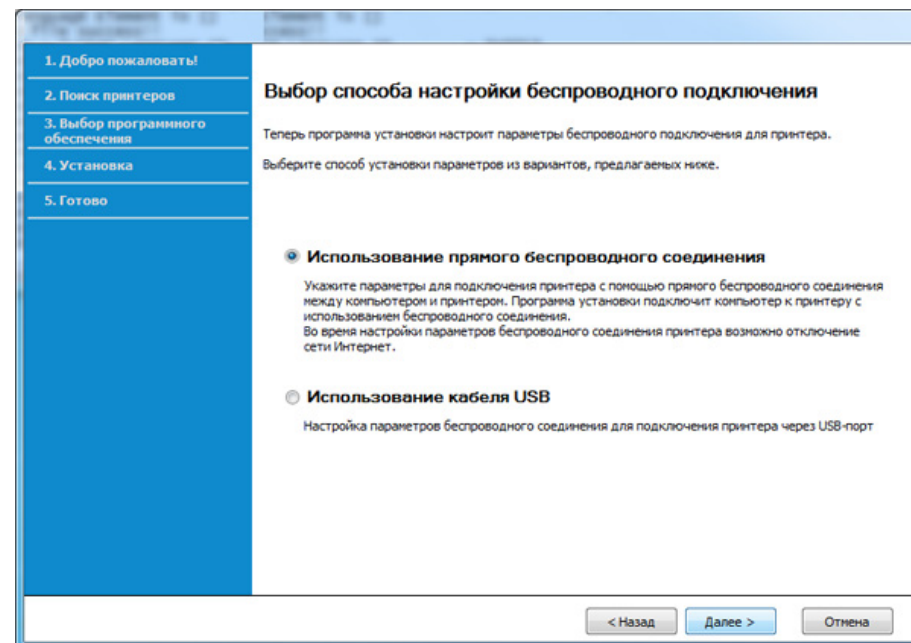 1. Добро пожаловать!
2. Поиск принтеров
3. Выбор программного
обеспечения
4. Установка
5. Готово
Выбор способа настройки беспроводного подключения
Теперь программа установки настроит параметры беспроводного подключения для принтера.
Выберите способ установки параметров из вариантов, предлагаемых ниже.
Использование прямого беспроводного соединения
Укажите параметры для подключения принтера с помощью прямого беспроводного соединения
между компьютером и принтером. Программа установки подключит компьютер к принтеру с
использованием беспроводного соединения.
Во время настройки параметров беспроводного соединения принтера возможно отключение
сети Интернет.
Использование кабеля USB
Настройка параметров беспроводного соединения для подключения принтера через USB-порт
< Назад
Далее >
Отмена